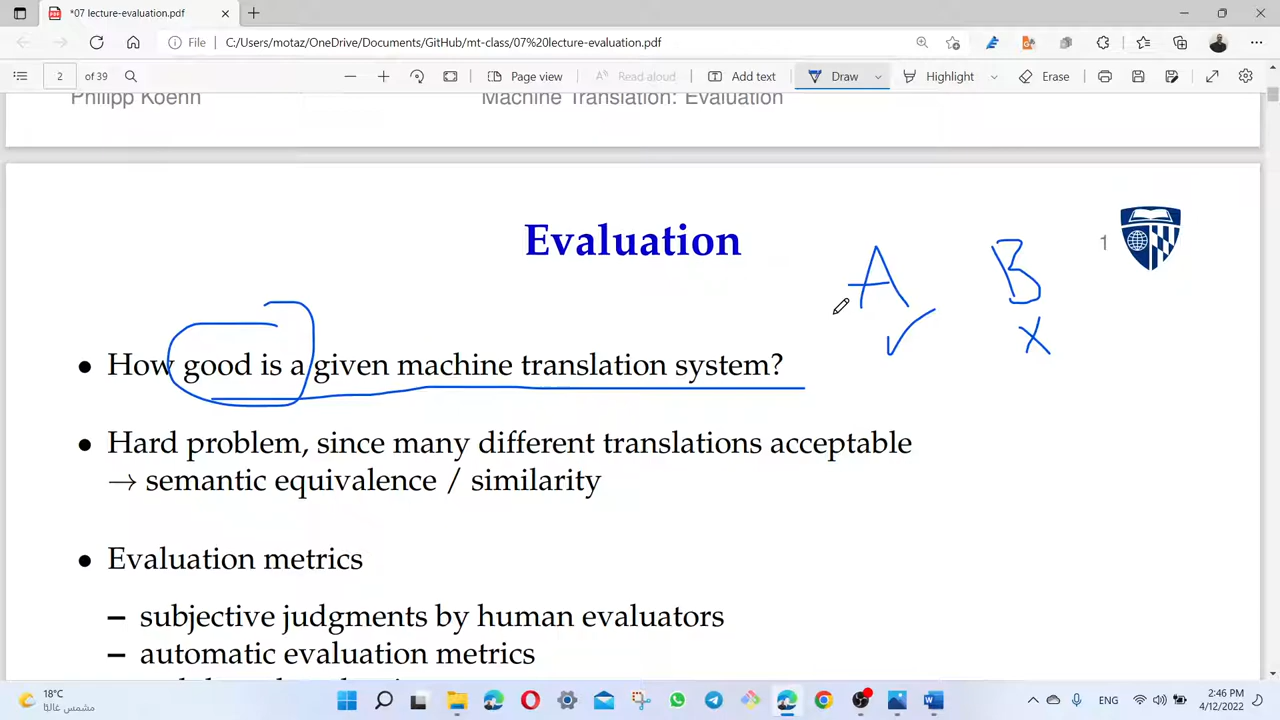 *07 lecture-evaluation.pdf
File C:/Users/motaz/OneDrive/Documents/GitHub/mt-class/07%20lecture-evaluation.pdf
2 of 39 Page view Read aloud Add text Draw Highlight Erase
Philipp Koehn Machine Translation: Evaluation
Evaluation
1
A B
• How good is a given machine translation system?
• Hard problem, since many different translations acceptable
→ semantic equivalence / similarity
• Evaluation metrics
– subjective judgments by human evaluators
– automatic evaluation metrics
18°C
مشمس غالبًا
ENG
2:46 PM
4/12/2022